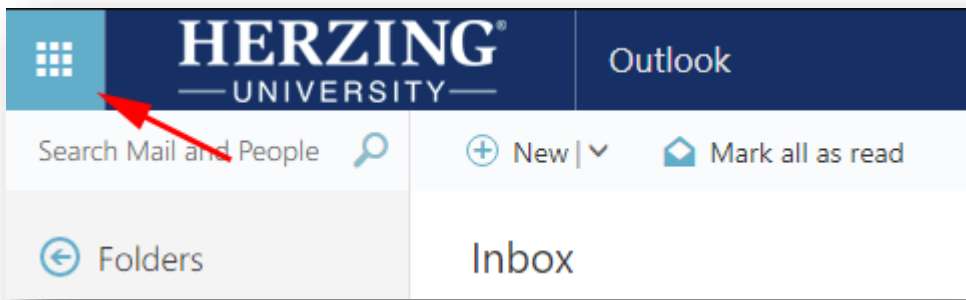 HERZING®
UNIVERSITY
Outlook
Search Mail and People
New
Mark all as read
Folders
Inbox